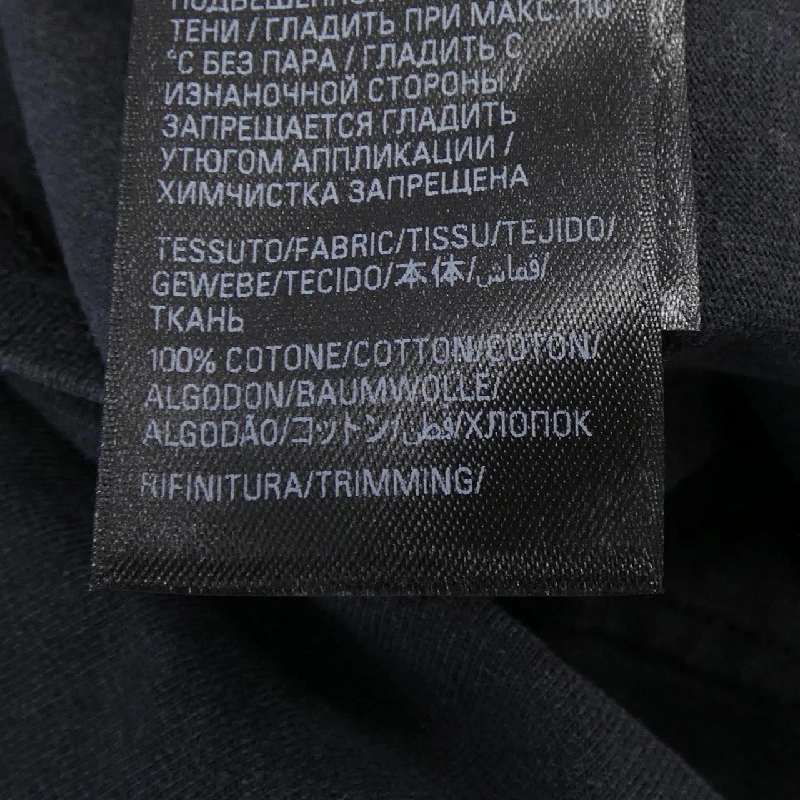 ПОДВЕШЕННО
ТЕНИ / ГЛАДИТЬ ПРИ МАКС. 110
°C БЕЗ ПАРА / ГЛАДИТЬ С
ИЗНАНОЧНОЙ СТОРОНЫ /
ЗАПРЕЩАЕТСЯ ГЛАДИТЬ
УТЮГОМ АППЛИКАЦИИ /
ХИМЧИСТКА ЗАПРЕЩЕНА
TESSUTO/FABRIC/TISSU/TEJIDO/
GEWEBE/TECIDO/本体/قماش/
ТКАНЬ
100% COTONE/COTTON/COTON/
ALGODON/BAUMWOLLE/
ALGODÃO/コットン/قطن/ХЛОПОК
RIFINITURA/TRIMMING/